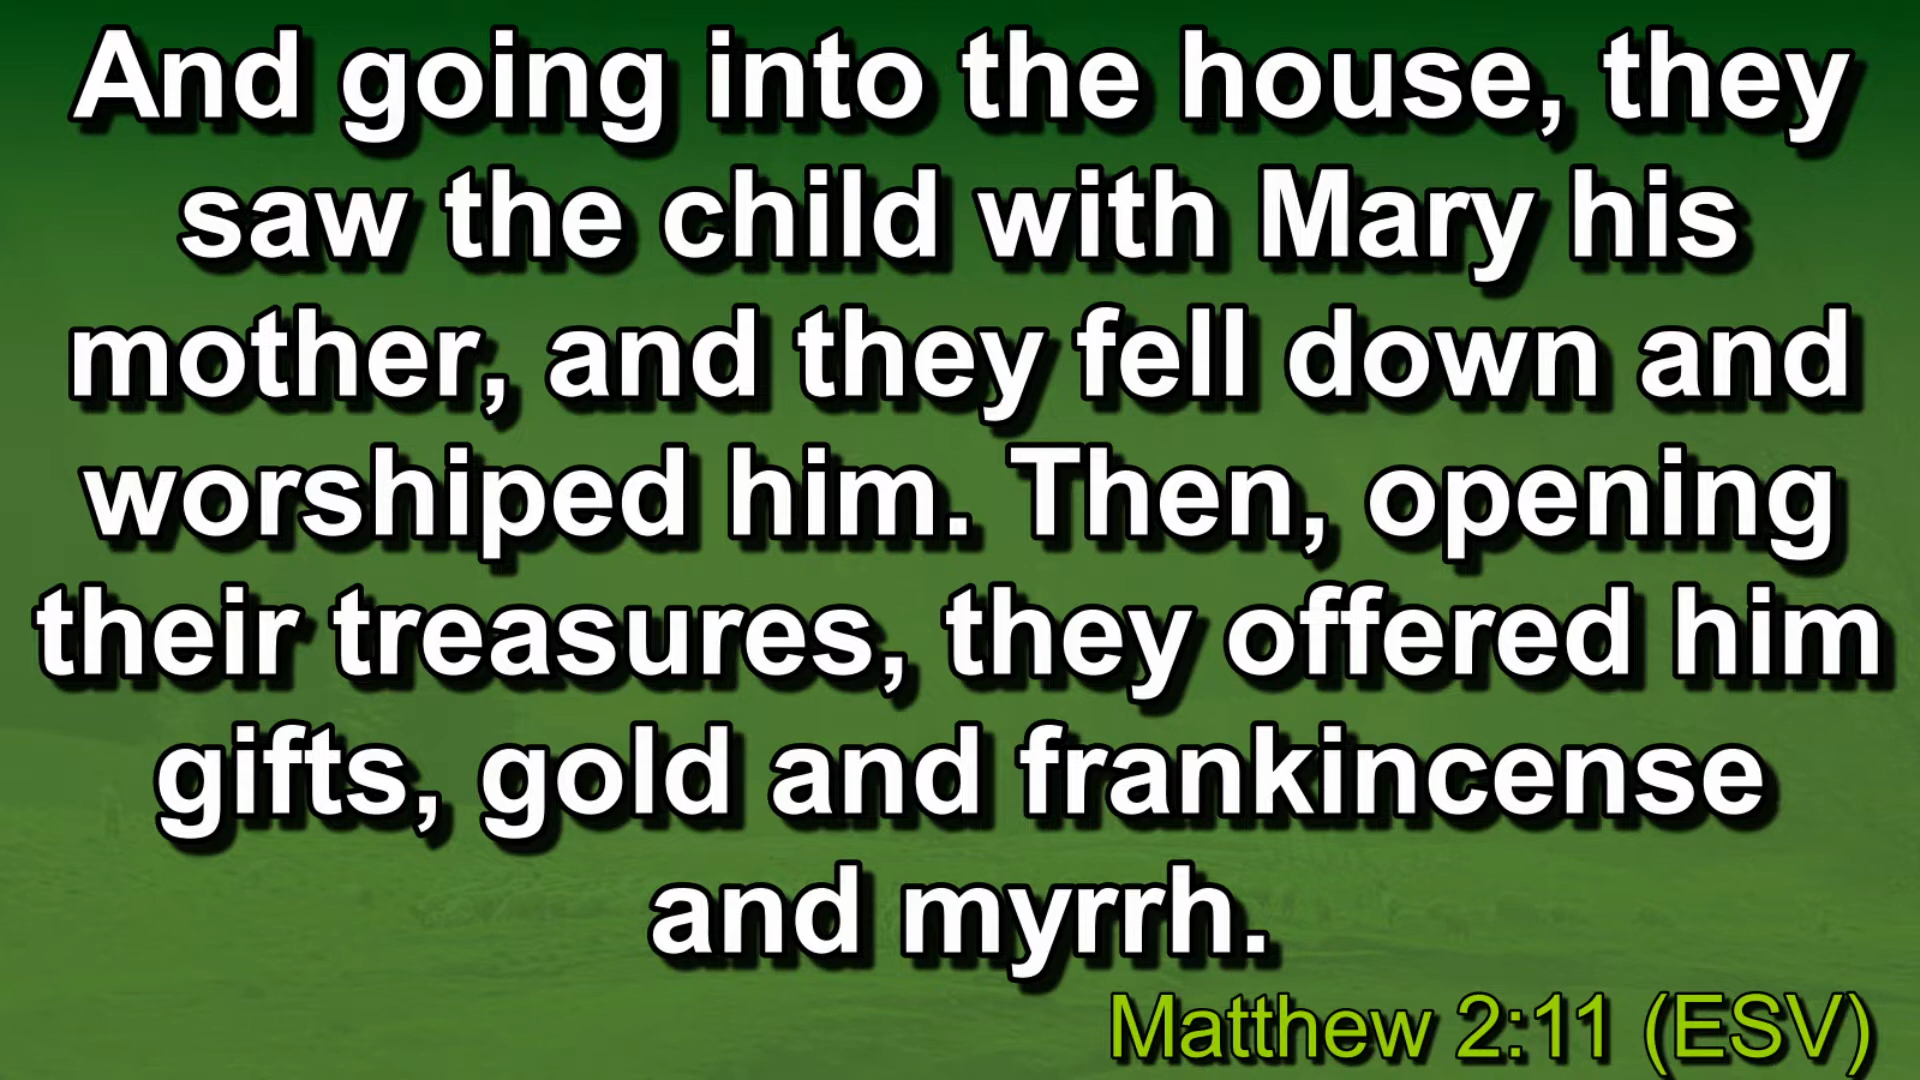 And going into the house, they
saw the child with Mary his
mother, and they fell down and
worshiped him. Then, opening
their treasures, they offered him
gifts, gold and frankincense
and myrrh.
Matthew 2:11 (ESV)